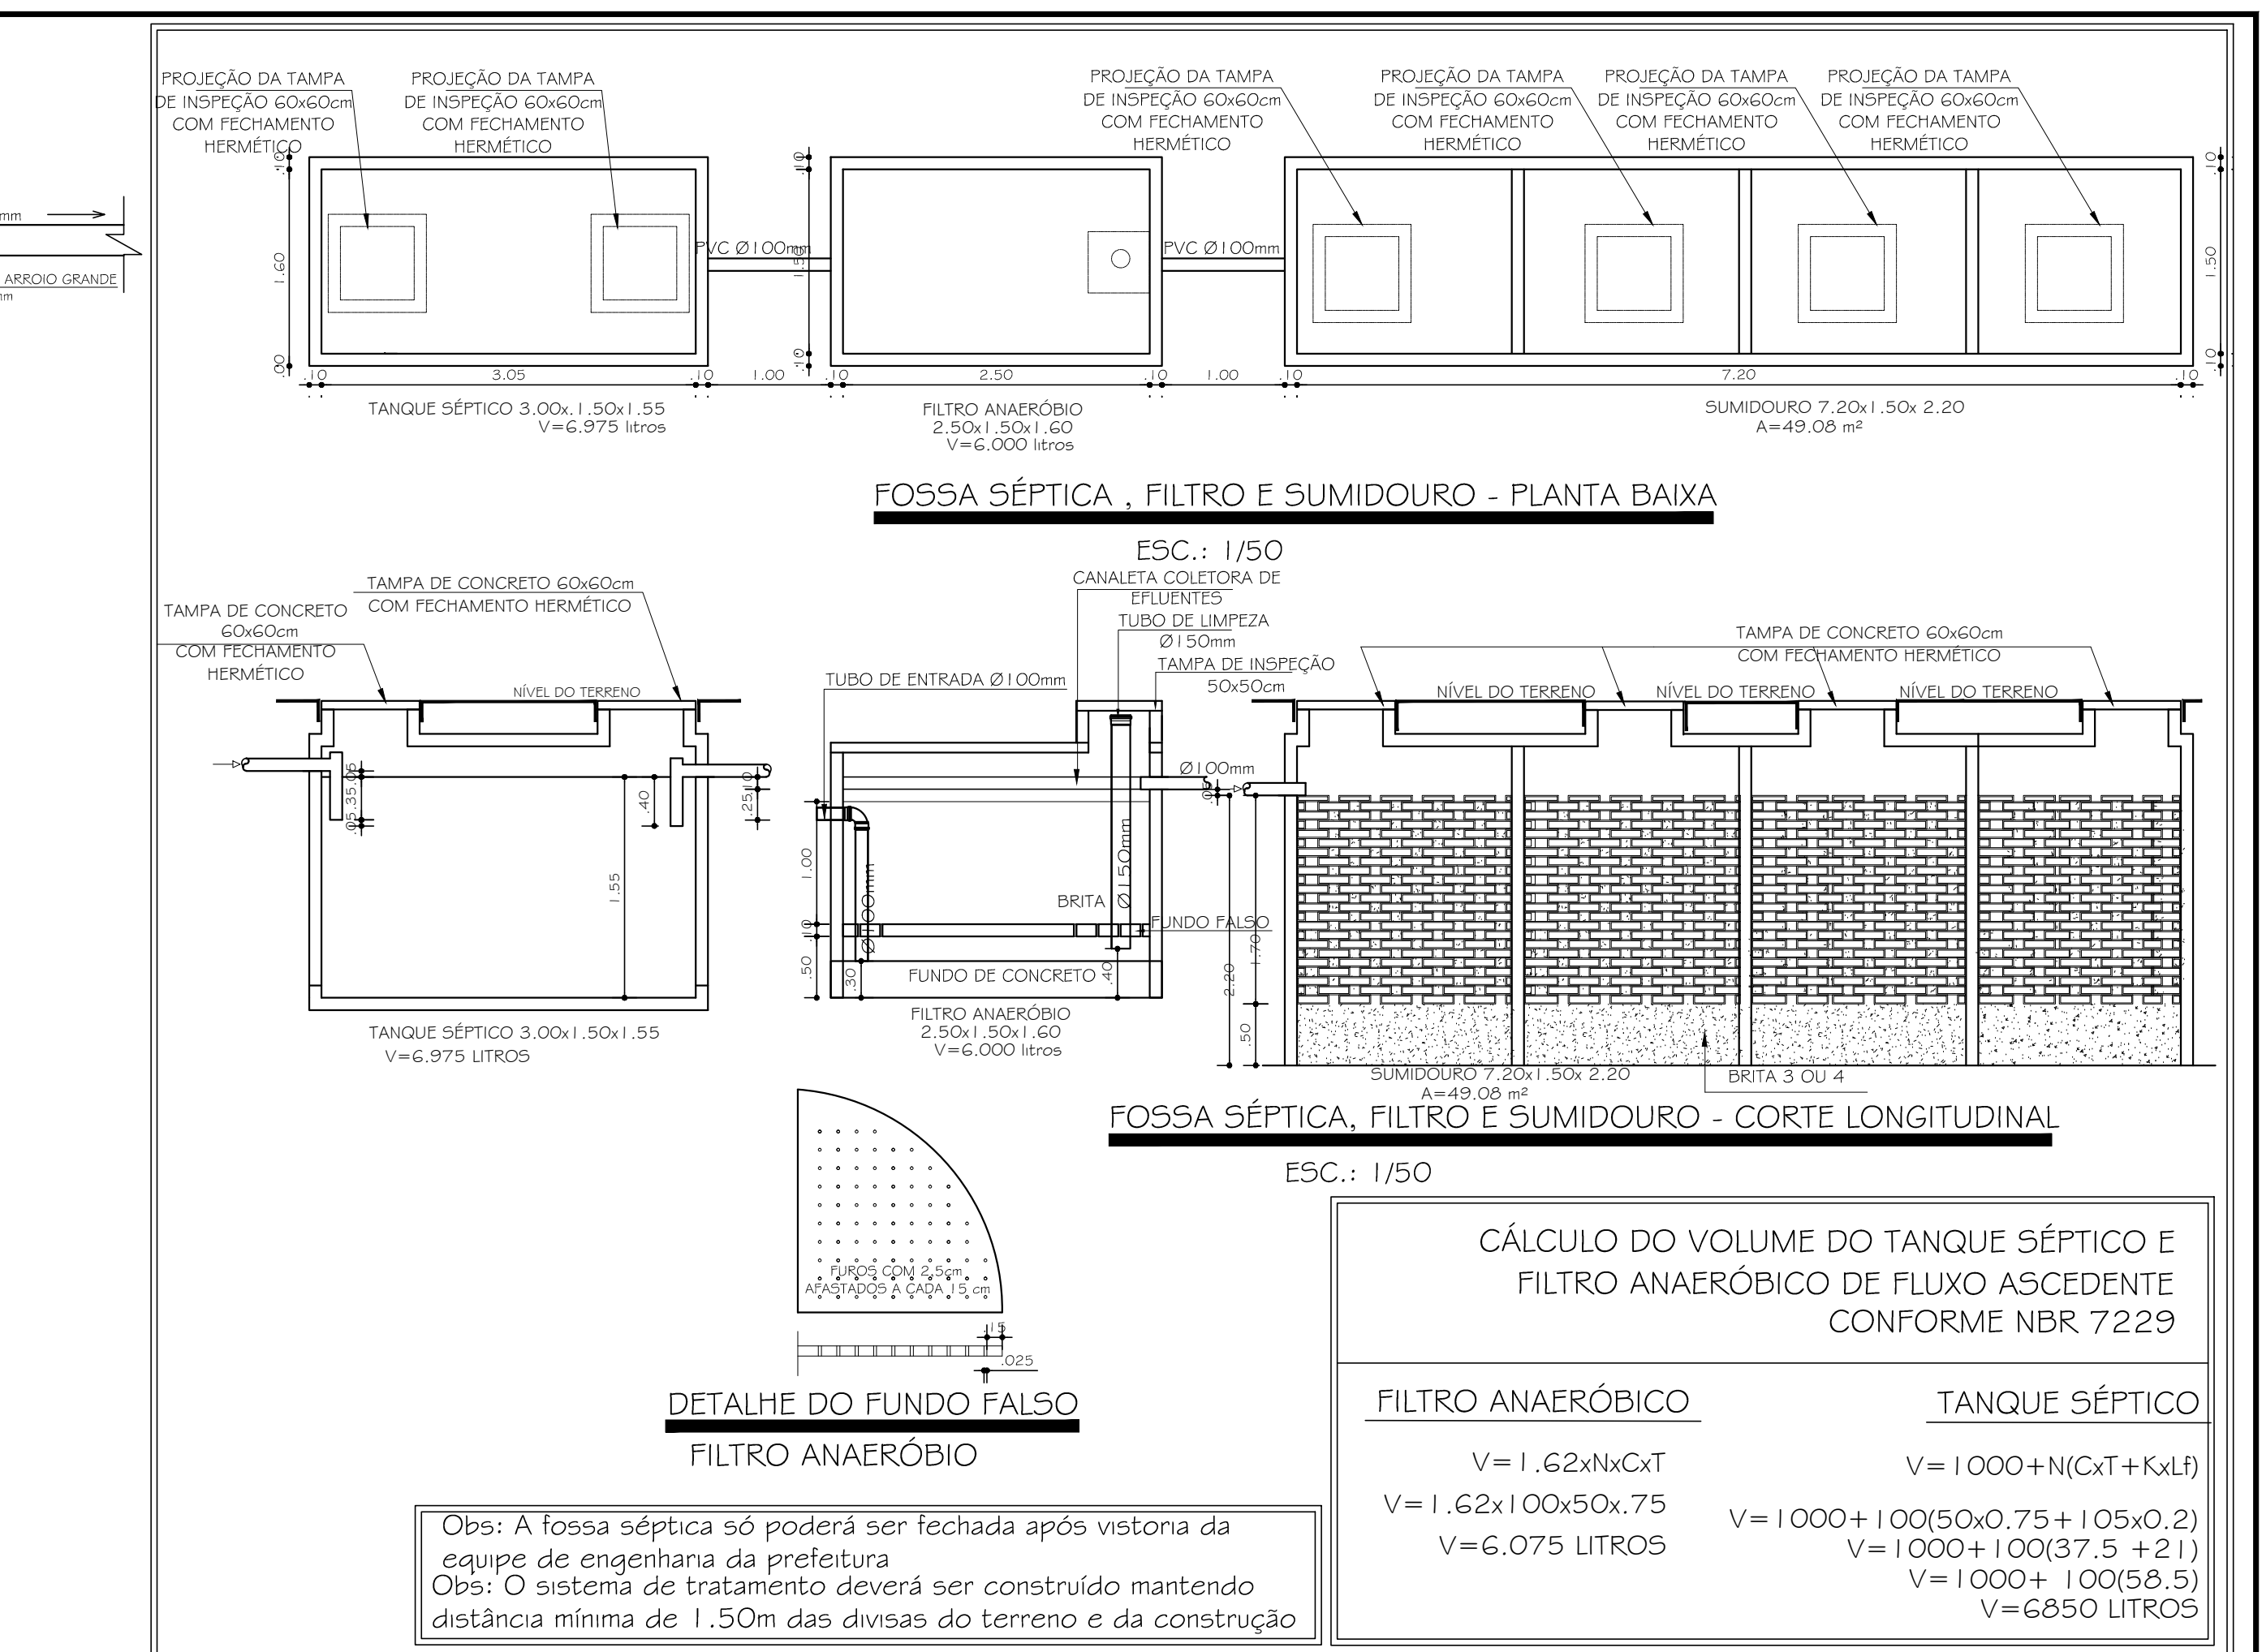 mm
ARROIO GRANDE
mm
PROJEÇÃO DA TAMPA
DE INSPEÇÃO 60x60cm
COM FECHAMENTO
HERMÉTICO
PROJEÇÃO DA TAMPA
DE INSPEÇÃO 60x60cm
COM FECHAMENTO
HERMÉTICO
PROJEÇÃO DA TAMPA
DE INSPEÇÃO 60x60cm
COM FECHAMENTO
HERMÉTICO
PROJEÇÃO DA TAMPA
DE INSPEÇÃO 60x60cm
COM FECHAMENTO
HERMÉTICO
PROJEÇÃO DA TAMPA
DE INSPEÇÃO 60x60cm
COM FECHAMENTO
HERMÉTICO
PROJEÇÃO DA TAMPA
DE INSPEÇÃO 60x60cm
COM FECHAMENTO
HERMÉTICO
.10
1.60
.10
1.50
.10
PVC Ø100mm
PVC Ø100mm
.10
1.50
.10
.10
3.05
.10
1.00
.10
2.50
.10
1.00
.10
7.20
.10
TANQUE SÉPTICO 3.00x.1.50x1.55
V=6.975 litros
FILTRO ANAERÓBIO
2.50x1.50x1.60
V=6.000 litros
SUMIDOURO 7.20x1.50x 2.20
A=49.08 m²
FOSSA SÉPTICA , FILTRO E SUMIDOURO - PLANTA BAIXA
ESC.: 1/50
TAMPA DE CONCRETO
60x60cm
COM FECHAMENTO
HERMÉTICO
TAMPA DE CONCRETO 60x60cm
COM FECHAMENTO HERMÉTICO
NÍVEL DO TERRENO
.05
.35
.05
1.55
.40
.10
.25
TANQUE SÉPTICO 3.00x1.50x1.55
V=6.975 LITROS
CANALETA COLETORA DE
EFLUENTES
TUBO DE LIMPEZA
Ø150mm
TAMPA DE INSPEÇÃO
50x50cm
TUBO DE ENTRADA Ø100mm
Ø100mm
.05
1.00
.10
.50
.30
Ø100mm
BRITA
Ø150mm
FUNDO FALSO
.40
FUNDO DE CONCRETO
FILTRO ANAERÓBIO
2.50x1.50x1.60
V=6.000 litros
TAMPA DE CONCRETO 60x60cm
COM FECHAMENTO HERMÉTICO
NÍVEL DO TERRENO
NÍVEL DO TERRENO
NÍVEL DO TERRENO
2.20
1.70
.50
SUMIDOURO 7.20x1.50x 2.20
A=49.08 m²
BRITA 3 OU 4
FOSSA SÉPTICA, FILTRO E SUMIDOURO - CORTE LONGITUDINAL
ESC.: 1/50
FUROS COM 2.5cm
AFASTADOS A CADA 15 cm
.15
.025
DETALHE DO FUNDO FALSO
FILTRO ANAERÓBIO
Obs: A fossa séptica só poderá ser fechada após vistoria da
equipe de engenharia da prefeitura
Obs: O sistema de tratamento deverá ser construído mantendo
distância mínima de 1.50m das divisas do terreno e da construção
CÁLCULO DO VOLUME DO TANQUE SÉPTICO E
FILTRO ANAERÓBICO DE FLUXO ASCEDENTE
CONFORME NBR 7229
FILTRO ANAERÓBICO
V=1.62xNxCxT
V=1.62x100x50x.75
V=6.075 LITROS
TANQUE SÉPTICO
V=1000+N(CxT+KxLf)
V=1000+100(50x0.75+105x0.2)
V=1000+100(37.5 +21)
V=1000+ 100(58.5)
V=6850 LITROS